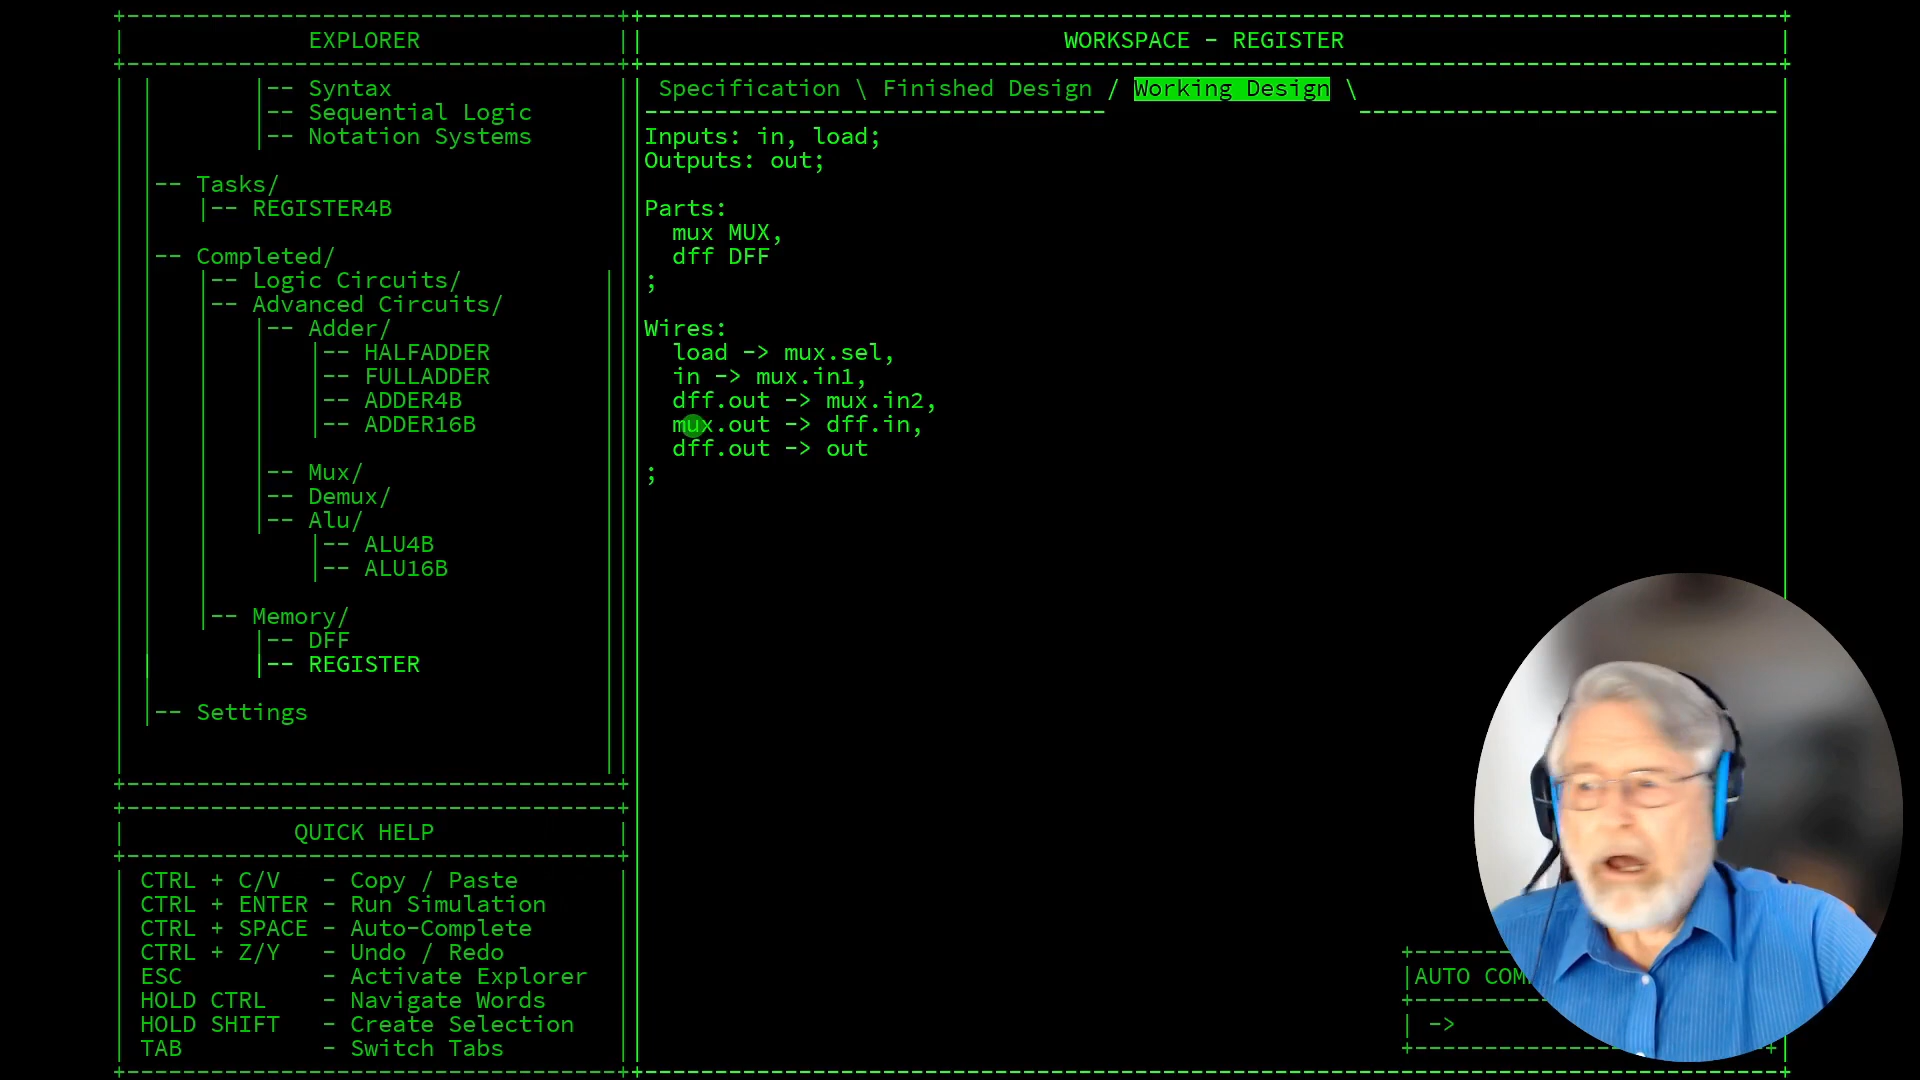 EXPLORER
|-- Syntax
|-- Sequential Logic
|-- Notation Systems
|-- Tasks/
|-- REGISTER4B
|-- Completed/
|-- Logic Circuits/
|-- Advanced Circuits/
|-- Adder/
|-- HALFADDER
|-- FULLADDER
|-- ADDER4B
|-- ADDER16B
|-- Mux/
|-- Demux/
|-- Alu/
|-- ALU4B
|-- ALU16B
|-- Memory/
|-- DFF
|-- REGISTER
|-- Settings
QUICK HELP
CTRL + C/V - Copy / Paste
CTRL + ENTER - Run Simulation
CTRL + SPACE - Auto-Complete
CTRL + Z/Y - Undo / Redo
ESC - Activate Explorer
HOLD CTRL - Navigate Words
HOLD SHIFT - Create Selection
TAB - Switch Tabs
WORKSPACE - REGISTER
Specification \ Finished Design / Working Design \
Inputs: in, load;
Outputs: out;
Parts:
mux MUX,
dff DFF
;
Wires:
load -> mux.sel,
in -> mux.in1,
dff.out -> mux.in2,
mux.out -> dff.in,
dff.out -> out
;
AUTO
->